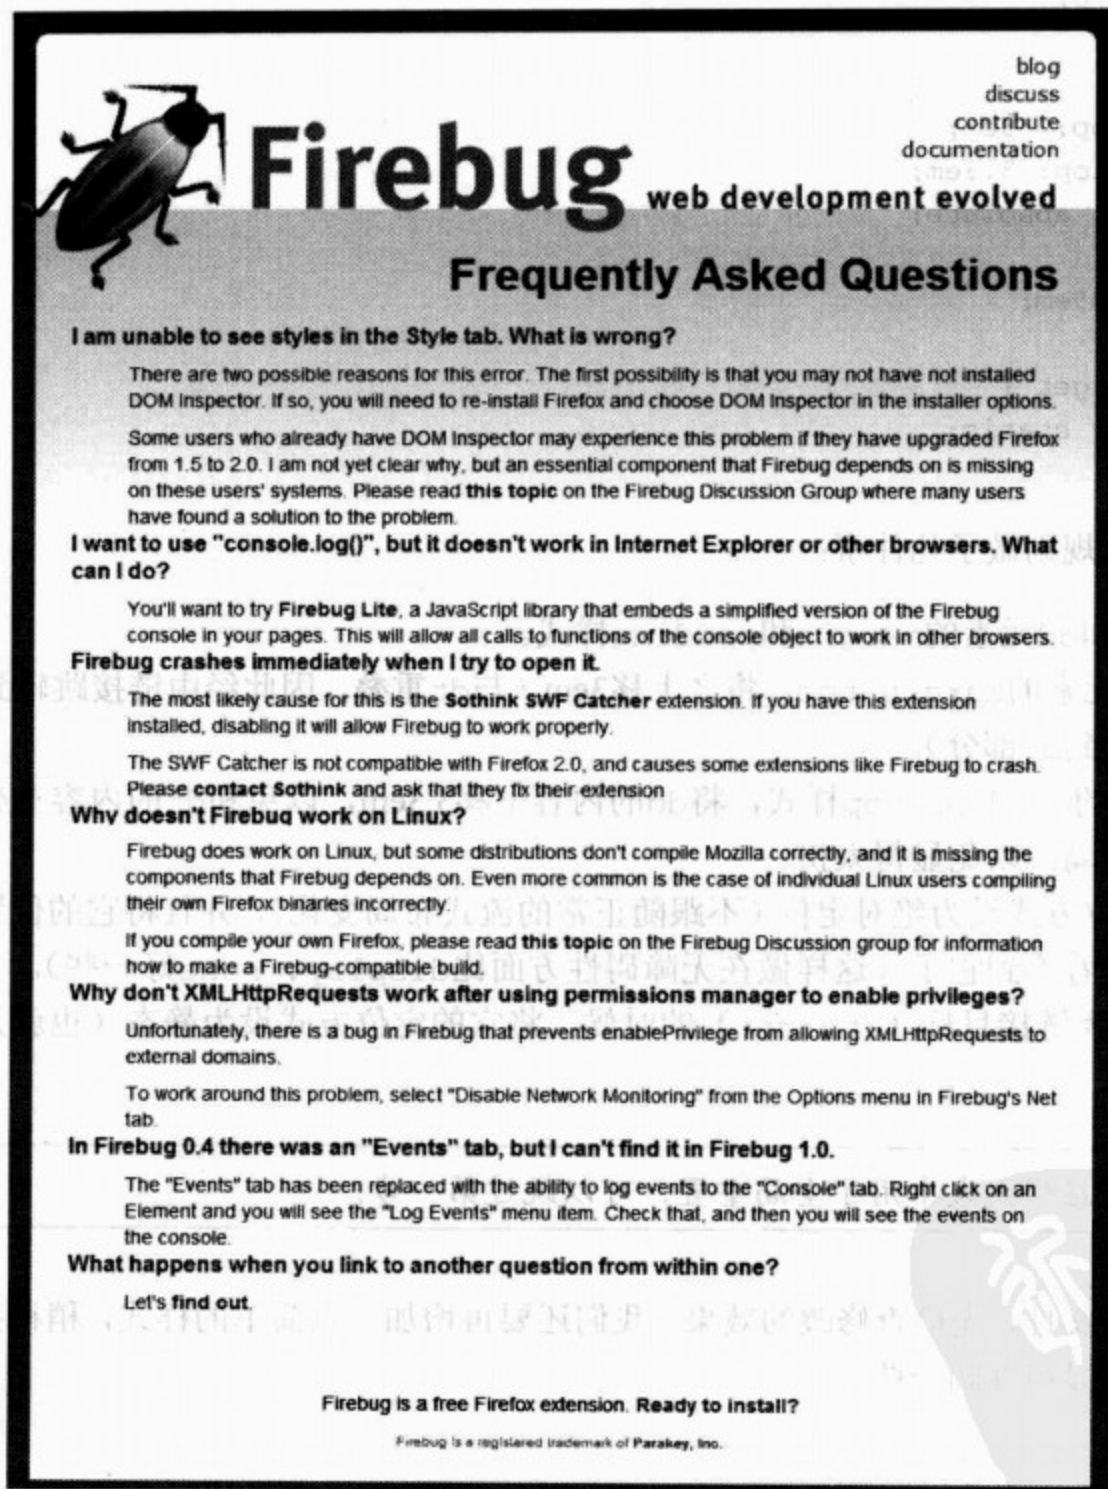 blog
discuss
contribute
documentation
Firebug web development evolved
Frequently Asked Questions
I am unable to see styles in the Style tab. What is wrong?
There are two possible reasons for this error. The first possibility is that you may not have not installed
DOM Inspector. If so, you will need to re-install Firefox and choose DOM Inspector in the installer options.
Some users who already have DOM Inspector may experience this problem if they have upgraded Firefox
from 1.5 to 2.0. I am not yet clear why, but an essential component that Firebug depends on is missing
on these users' systems. Please read this topic on the Firebug Discussion Group where many users
have found a solution to the problem.
I want to use "console.log()", but it doesn't work in Internet Explorer or other browsers. What
can I do?
You'll want to try Firebug Lite, a JavaScript library that embeds a simplified version of the Firebug
console in your pages. This will allow all calls to functions of the console object to work in other browsers.
Firebug crashes immediately when I try to open it.
The most likely cause for this is the Sothink SWF Catcher extension. If you have this extension
installed, disabling it will allow Firebug to work properly.
The SWF Catcher is not compatible with Firefox 2.0, and causes some extensions like Firebug to crash.
Please contact Sothink and ask that they fix their extension
Why doesn't Firebug work on Linux?
Firebug does work on Linux, but some distributions don't compile Mozilla correctly, and it is missing the
components that Firebug depends on. Even more common is the case of individual Linux users compiling
their own Firefox binaries incorrectly.
If you compile your own Firefox, please read this topic on the Firebug Discussion group for information
how to make a Firebug-compatible build.
Why don't XMLHttpRequests work after using permissions manager to enable privileges?
Unfortunately, there is a bug in Firebug that prevents enablePrivilege from allowing XMLHttpRequests to
external domains.
To work around this problem, select "Disable Network Monitoring" from the Options menu in Firebug's Net
tab.
In Firebug 0.4 there was an "Events" tab, but I can't find it in Firebug 1.0.
The "Events" tab has been replaced with the ability to log events to the "Console" tab. Right click on an
Element and you will see the "Log Events" menu item. Check that, and then you will see the events on
the console.
What happens when you link to another question from within one?
Let's find out.
Firebug is a free Firefox extension. Ready to install?
Firebug is a registered trademark of Parakey, Inc.